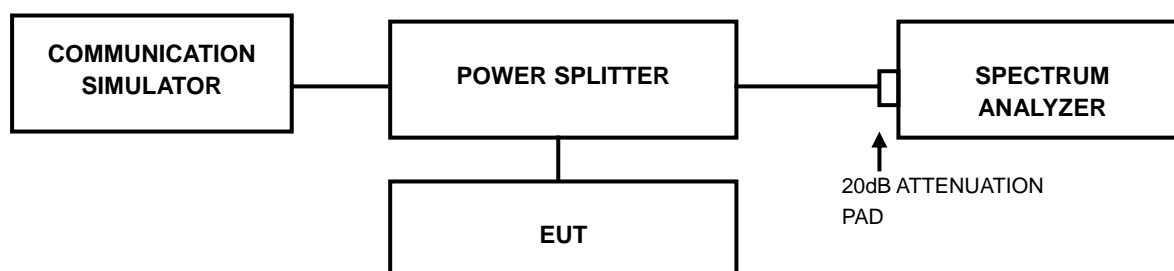 COMMUNICATION
SIMULATOR
POWER SPLITTER
SPECTRUM
ANALYZER
20dB ATTENUATION
PAD
EUT